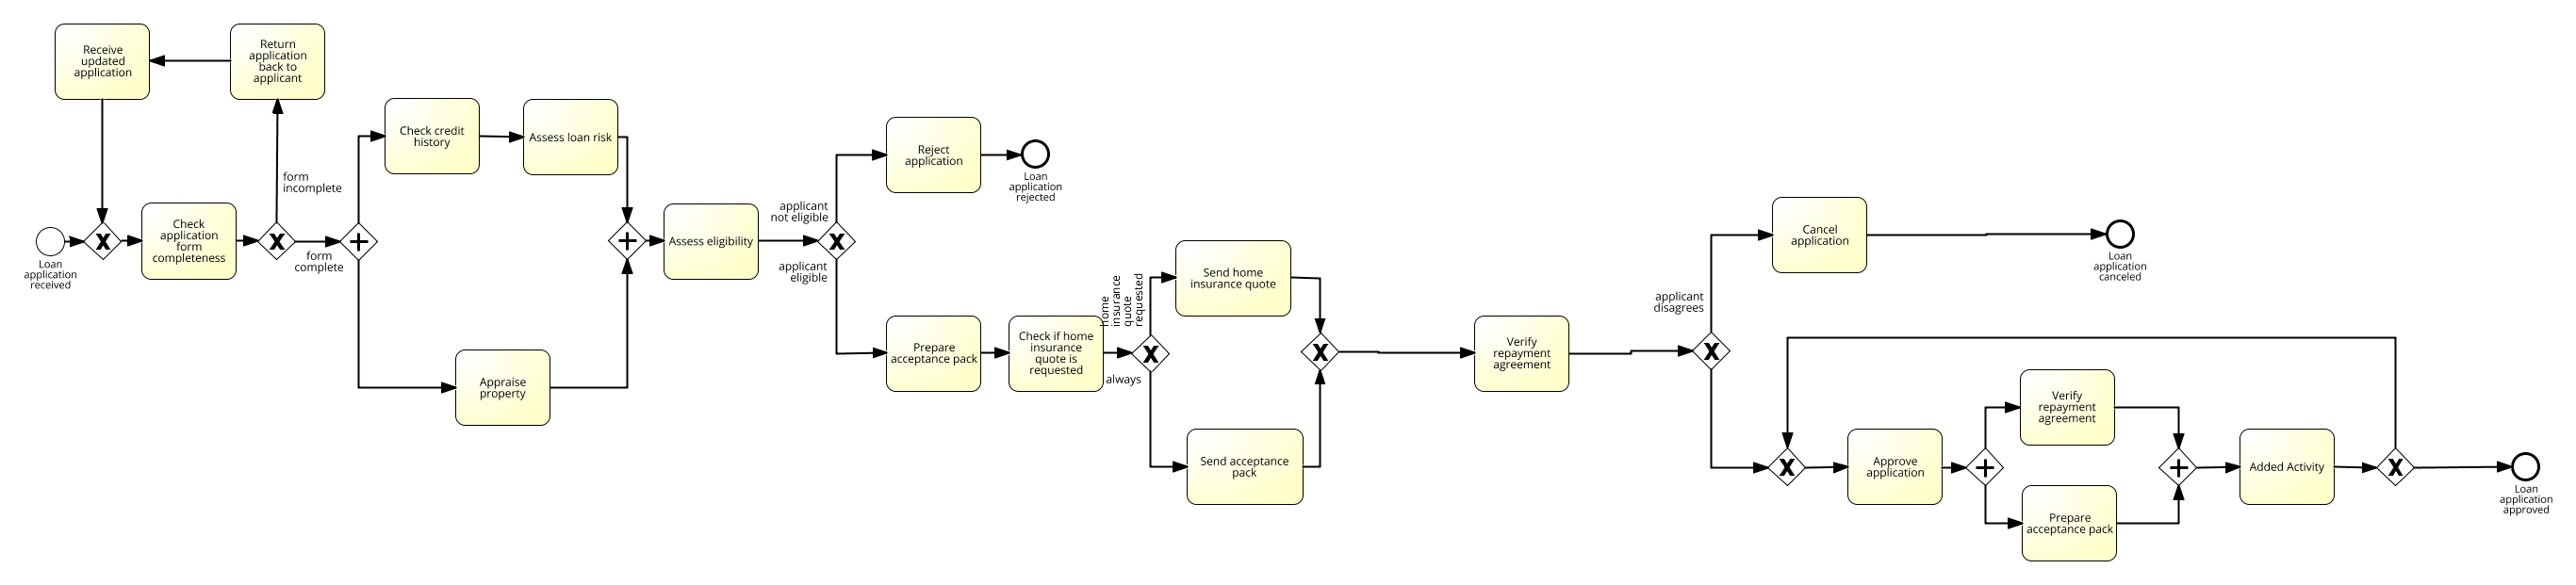 Receive
updated
application
Return
application
back to
applicant
Check credit
history
Assess loan risk
Reject
application
Loan
application
rejected
form
incomplete
Loan
application
received
X
Check
application
form
completeness
X
form
complete
+
+
Assess eligibility
applicant
not eligible
X
applicant
eligible
Appraise
property
Prepare
acceptance pack
Check if home
insurance
quote is
requested
Home
insurance
quote
requested
X
always
Send home
insurance quote
Send acceptance
pack
X
Verify
repayment
agreement
applicant
disagrees
X
Cancel
application
Loan
application
canceled
X
Approve
application
+
Verify
repayment
agreement
Prepare
acceptance pack
+
Added Activity
X
Loan
application
approved